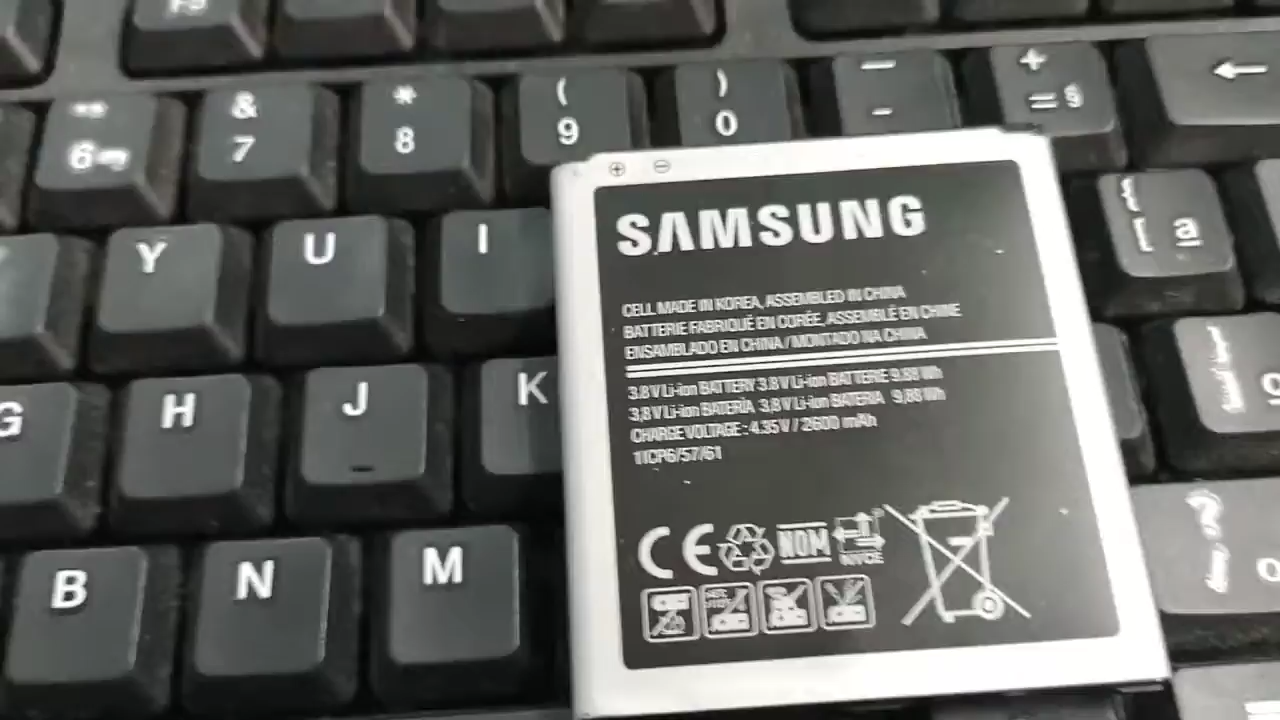 F9
6
& 7
* 8
( 9
) 0
-
+ = §
←
Y
U
I
G
H
J
K
B
N
M
SAMSUNG
CELL MADE IN KOREA, ASSEMBLED IN CHINA
BATTERIE FABRIQUÉ EN CORÉE, ASSEMBLÉ EN CHINE
ENSAMBLADO EN CHINA / MONTADO NA CHINA
3.8 V Li-ion BATTERY 3.8 V Li-ion BATTERIE 9.88 Wh
3,8 V Li-ion BATERÍA 3,8 V Li-ion BATERIA 9,88 Wh
CHARGE VOLTAGE : 4.35 V / 2600 mAh
1ICP6/57/61
CE NOM NYCE
{ [ ª
º